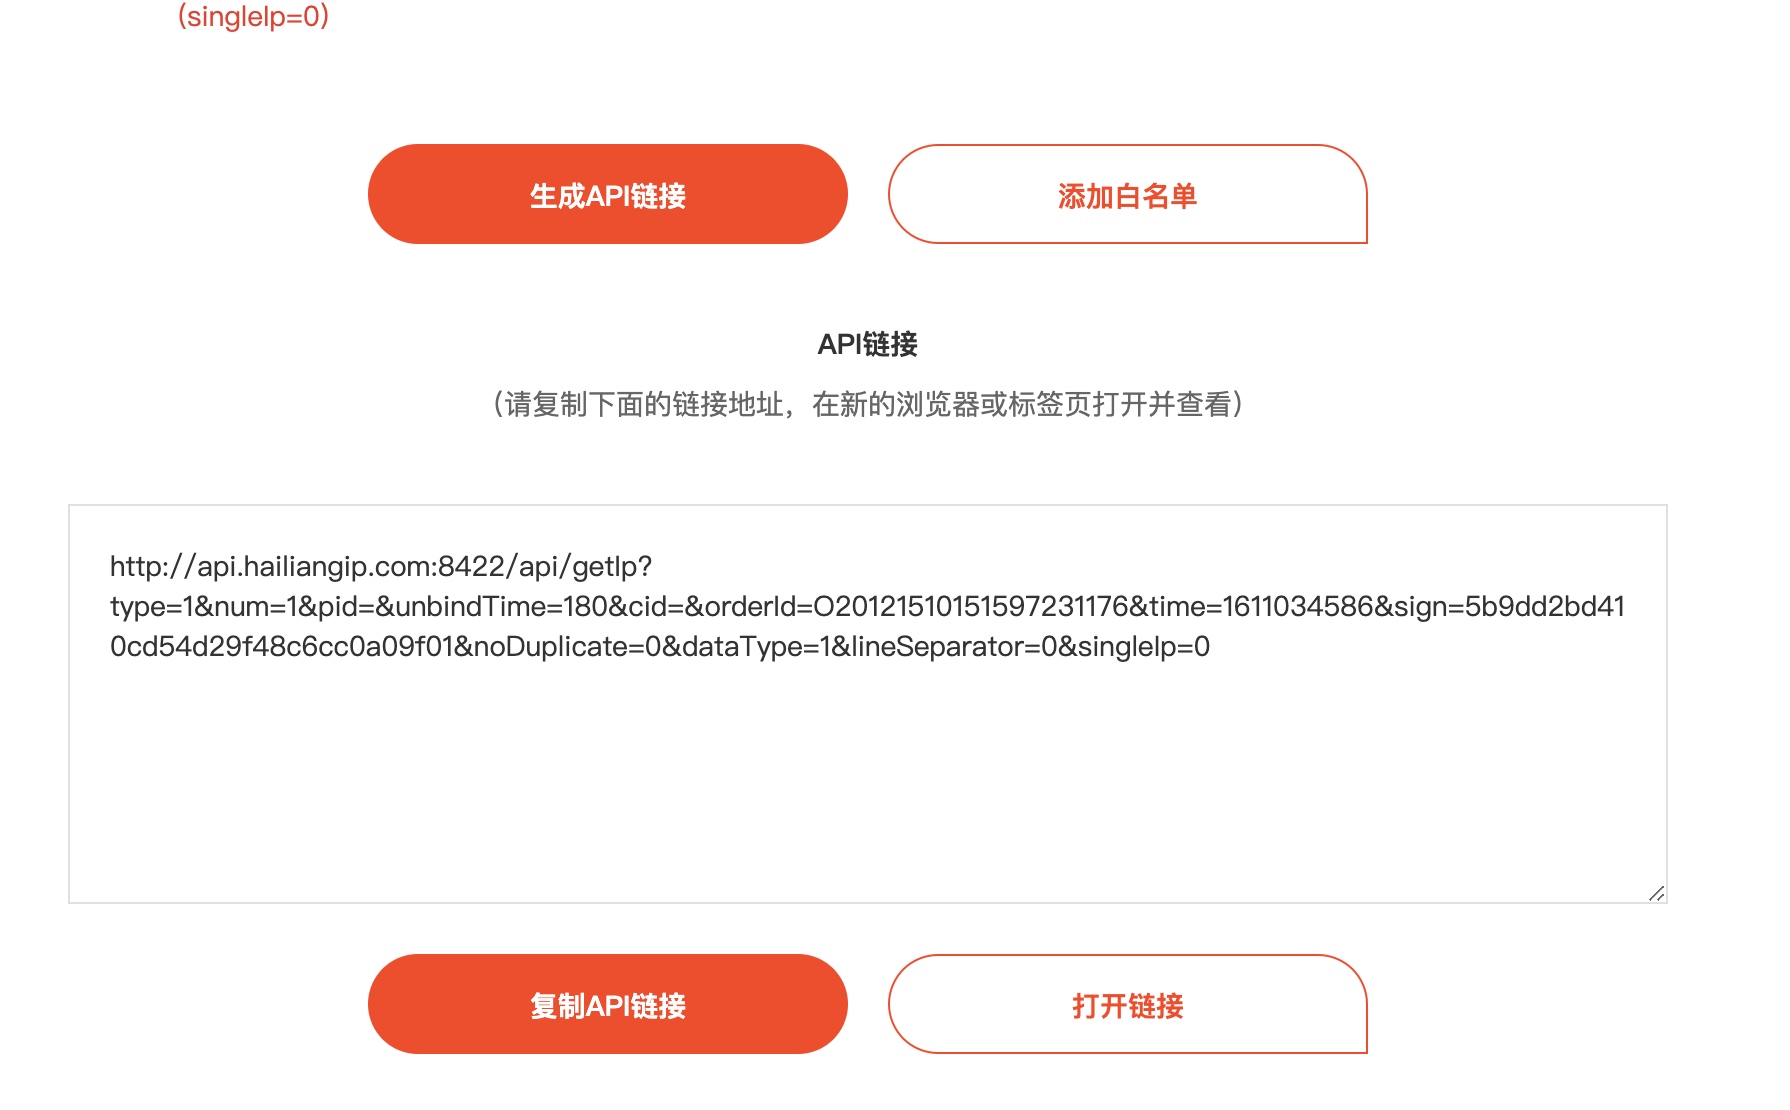 (singleIp=0)
生成API链接
添加白名单
API链接
（请复制下面的链接地址，在新的浏览器或标签页打开并查看）
http://api.hailiangip.com:8422/api/getIp?
type=1&num=1&pid=&unbindTime=180&cid=&orderId=O20121510151597231176&time=1611034586&sign=5b9dd2bd41
0cd54d29f48c6cc0a09f01&noDuplicate=0&dataType=1&lineSeparator=0&singleIp=0
复制API链接
打开链接